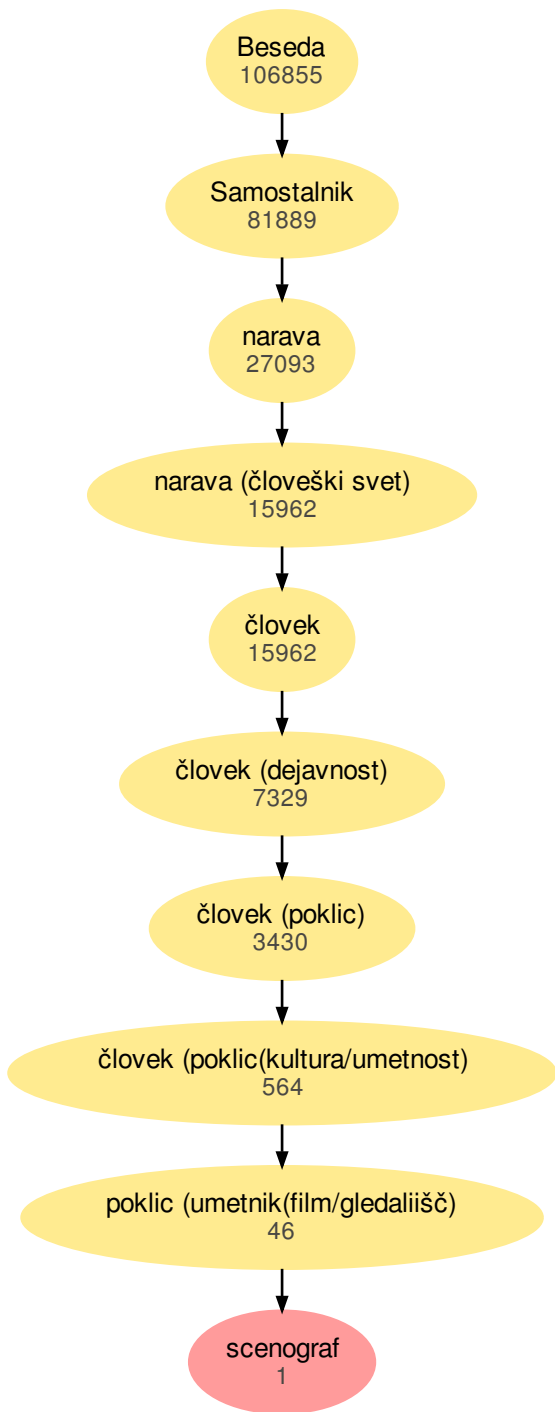 Beseda
106855
Samostalnik
81889
narava
27093
narava (človeški svet)
15962
človek
15962
človek (dejavnost)
7329
človek (poklic)
3430
človek (poklic(kultura/umetnost)
564
poklic (umetnik(film/gledaliišč)
46
scenograf
1